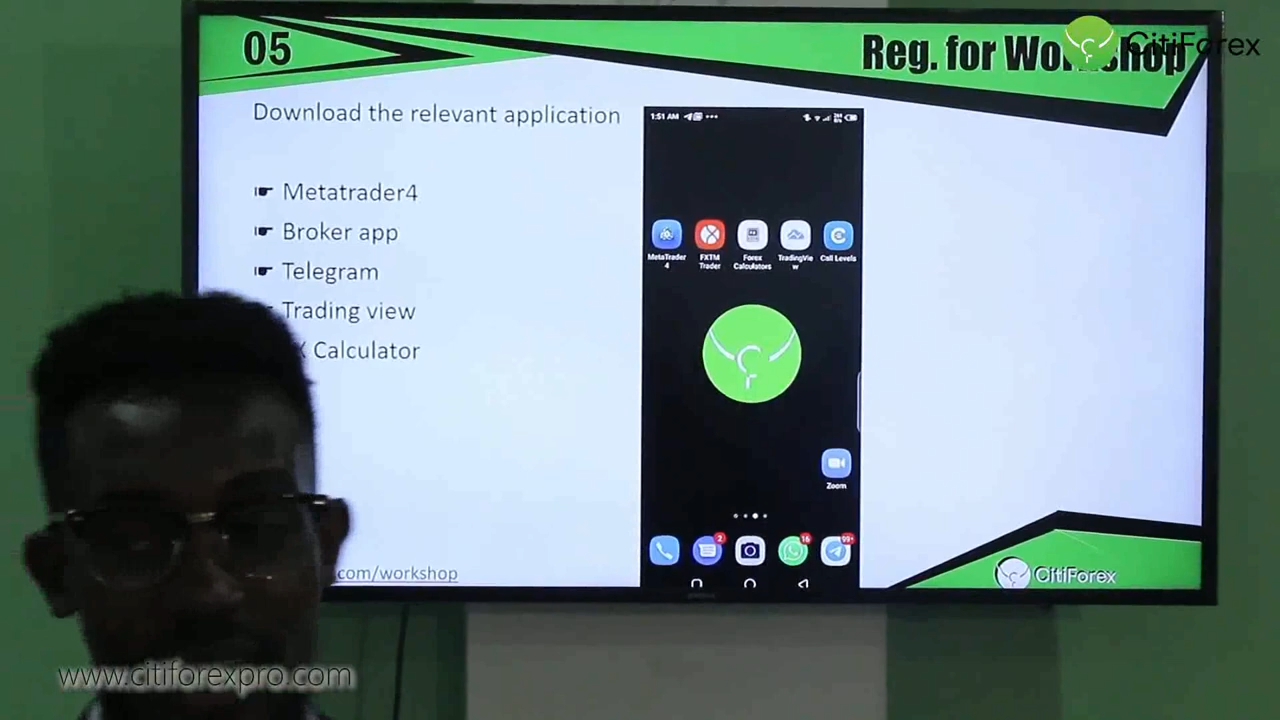 05
Reg. for Workshop
CitiForex
Download the relevant application
Metatrader4
Broker app
Telegram
Trading view
Calculator
1:51 AM
MetaTrader 4
FXTM Trader
Forex Calculators
TradingView
Call Levels
Zoom
2
16
99+
.com/workshop
CitiForex
www.citiforexpro.com